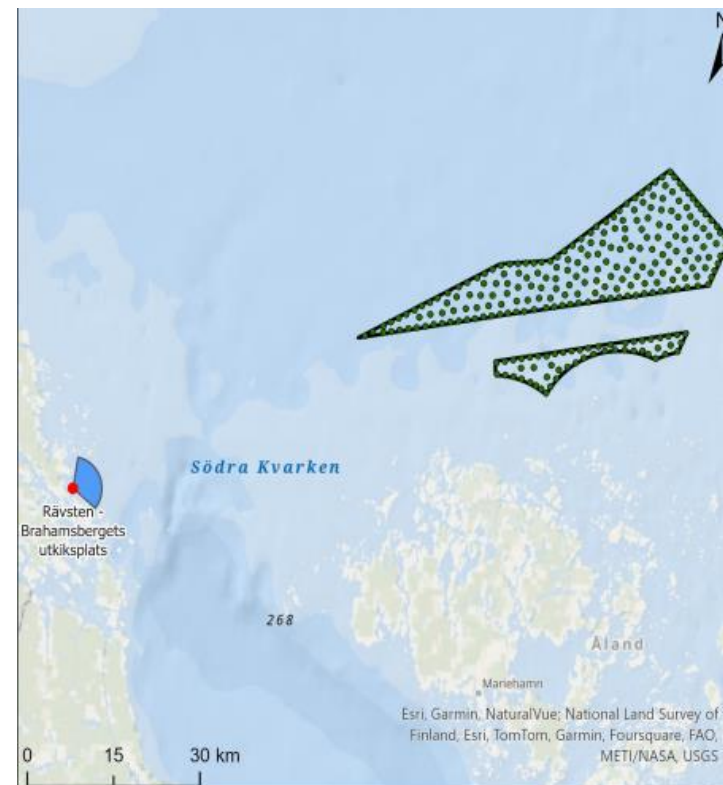 N
Södra Kvarken
Rävsten -
Brahamsbergets
utkiksplats
268
Åland
Mariehamn
Esri, Garmin, NaturalVue; National Land Survey of
Finland, Esri, TomTom, Garmin, Foursquare, FAO,
METI/NASA, USGS
0 15 30 km